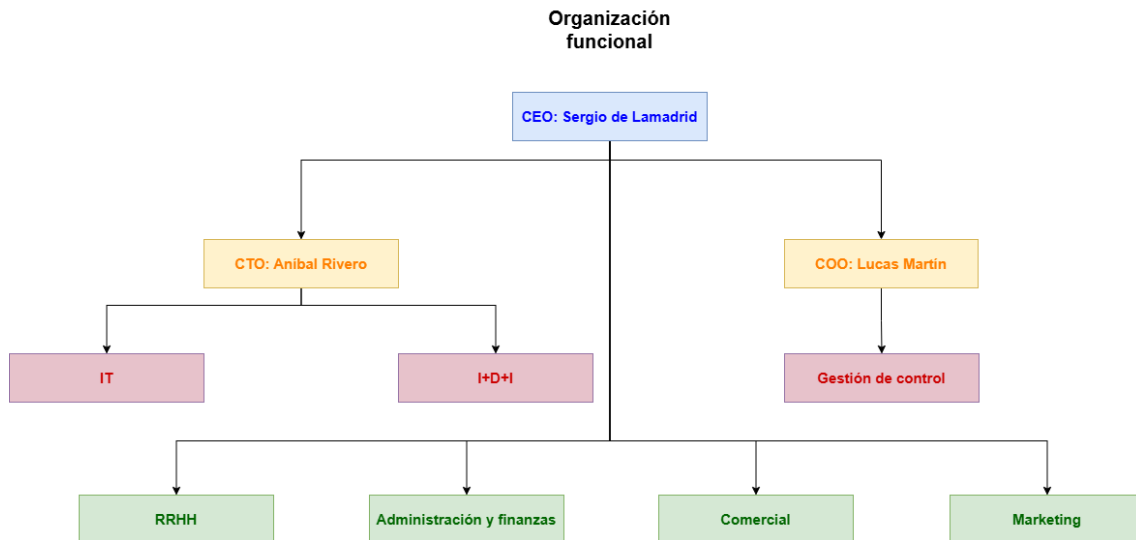 Organización
funcional
CEO: Sergio de Lamadrid
CTO: Aníbal Rivero
COO: Lucas Martín
IT
I+D+I
Gestión de control
RRHH
Administración y finanzas
Comercial
Marketing